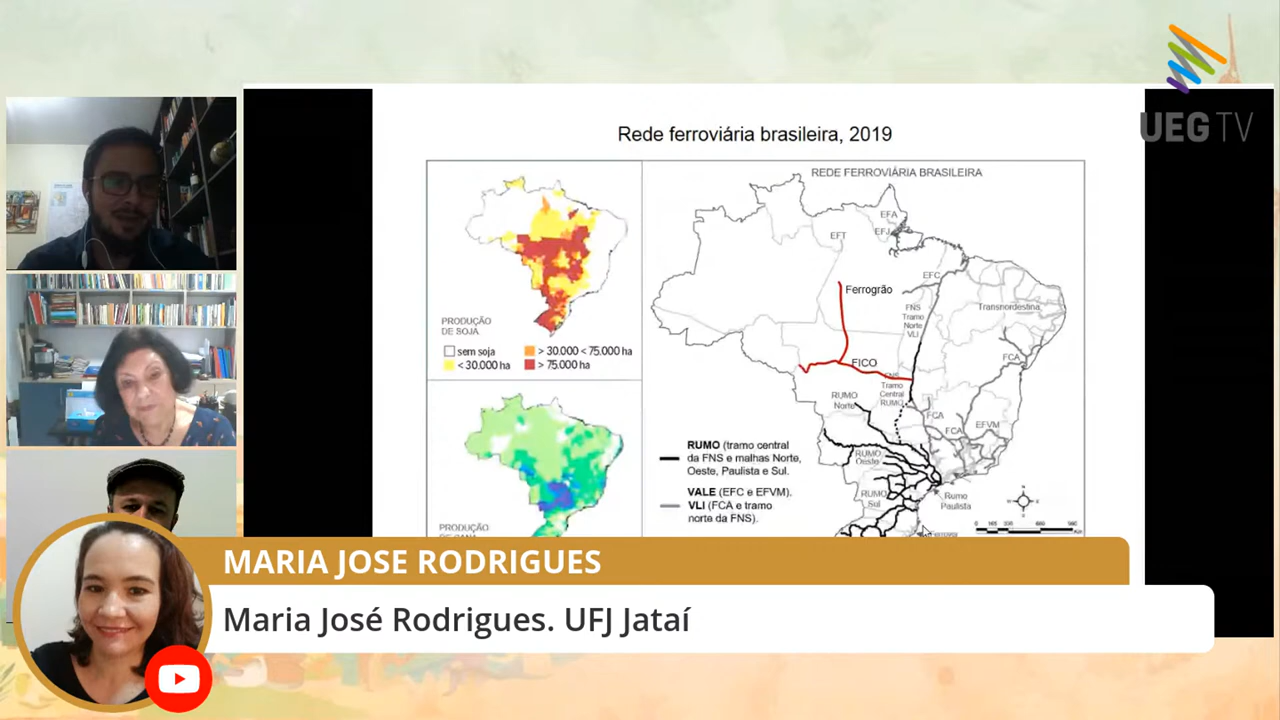 UEG TV
Rede ferroviária brasileira, 2019
REDE FERROVIÁRIA BRASILEIRA
EFA
EFJ
EFT
EFC
Ferrogrão
FNS
Tramo
Norte
VLI
Transnordestina
FCA
FICO
FNS
Tramo
Central
RUMO
RUMO
Norte
FCA
FCA
EFVM
RUMO
Oeste
RUMO
Sul
Rumo
Paulista
PRODUÇÃO
DE SOJA
sem soja
< 30.000 ha
> 30.000 < 75.000 ha
> 75.000 ha
RUMO (tramo central
da FNS e malhas Norte,
Oeste, Paulista e Sul.
VALE (EFC e EFVM).
VLI (FCA e tramo
norte da FNS).
PRODUÇÃO
MARIA JOSE RODRIGUES
Maria José Rodrigues. UFJ Jataí